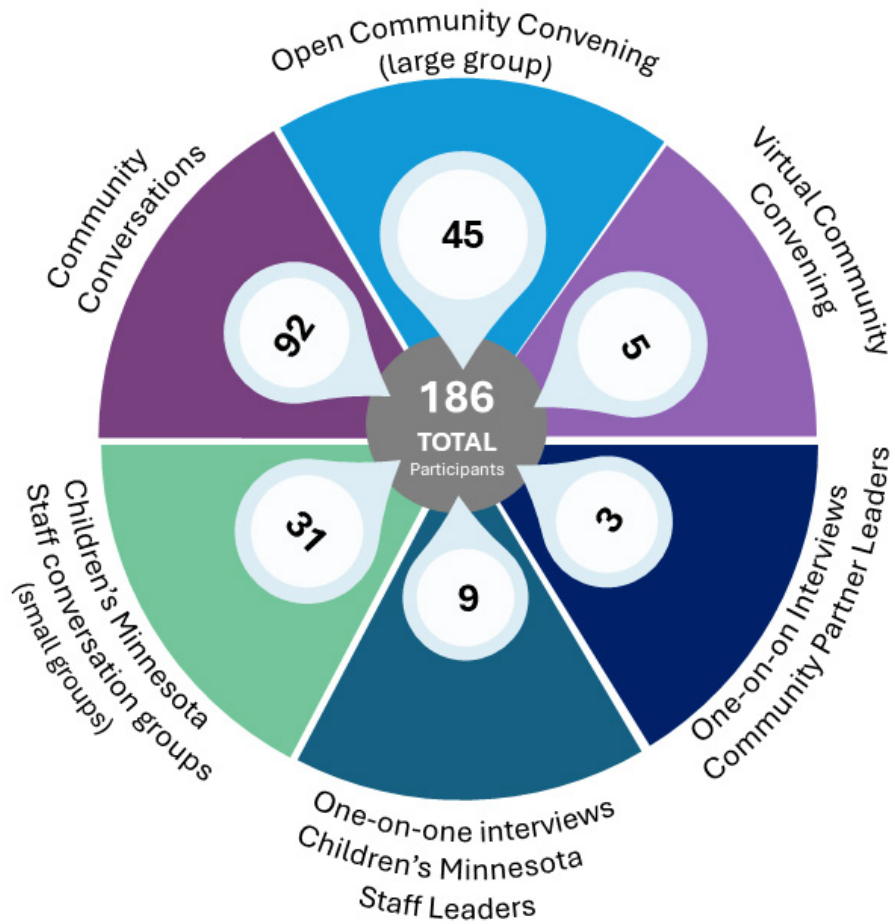 Open Community Convening
(large group)
45
Virtual Community
Convening
5
One-on-on Interviews
Community Partner Leaders
3
One-on-one interviews
Children's Minnesota
Staff Leaders
9
Children's Minnesota
Staff conversation groups
(small groups)
31
Community
Conversations
92
186
TOTAL
Participants